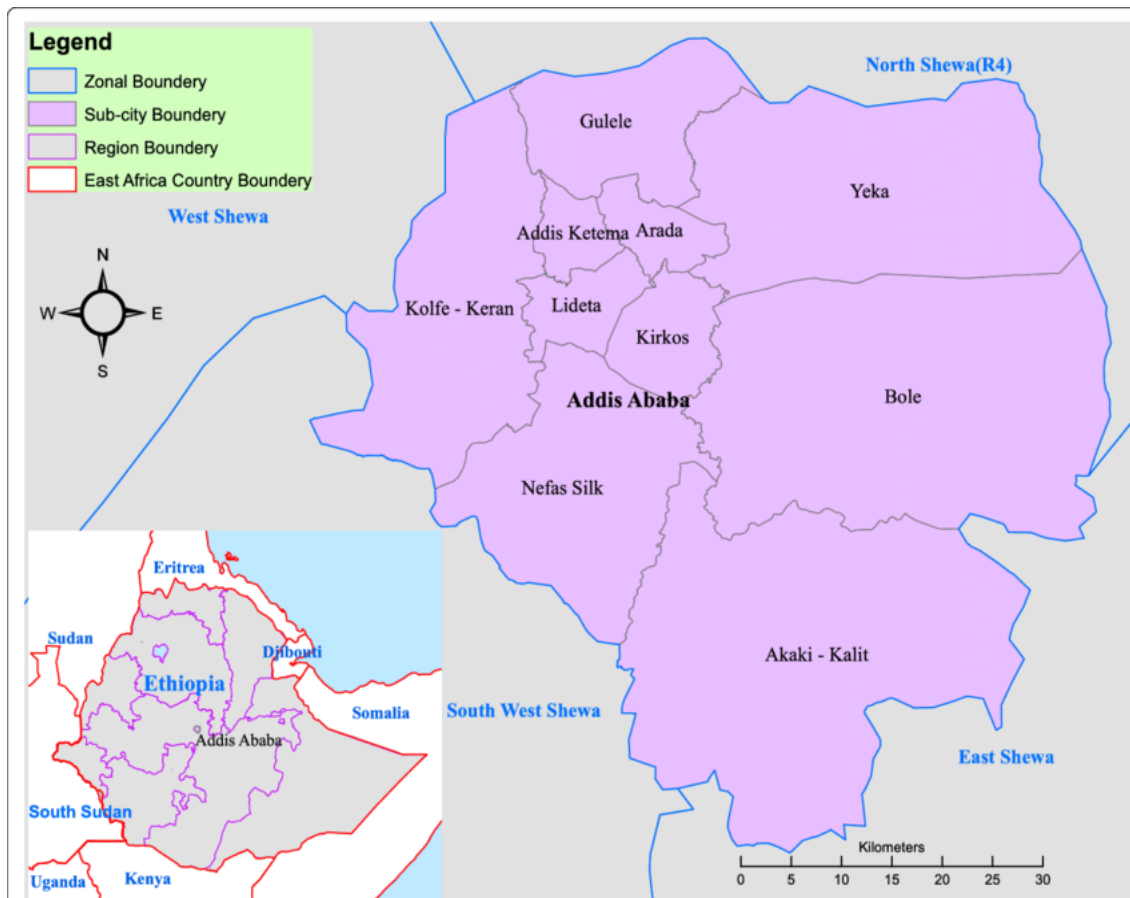 Legend
Zonal Boundery
Sub-city Boundery
Region Boundery
East Africa Country Boundery
North Shewa(R4)
West Shewa
Gulele
Yeka
Addis Ketema
Arada
N
W
E
S
Kolfe - Keran
Lideta
Kirkos
Addis Ababa
Bole
Nefas Silk
Akaki - Kalit
South West Shewa
East Shewa
Eritrea
Sudan
Djibouti
Ethiopia
Somalia
Addis Ababa
South Sudan
Uganda
Kenya
Kilometers
0 5 10 20 30